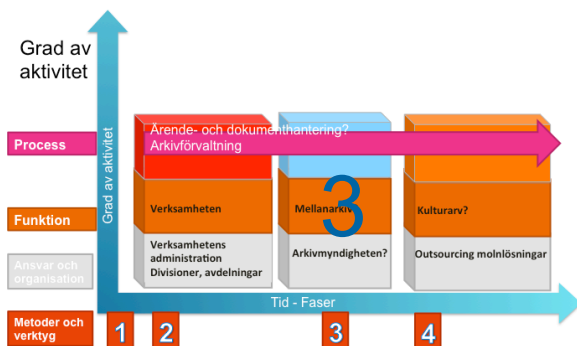 Grad av
aktivitet
Grad av aktivitet
Process
Ärende- och dokumenthantering?
Arkivförvaltning
Funktion
Verksamheten
Mellanarkiv
3
Kulturarv?
Ansvar och
organisation
Verksamhetens
administration
Divisioner, avdelningar
Arkivmyndigheten?
Outsourcing molnlösningar
Tid - Faser
Metoder och
verktyg
1
2
3
4